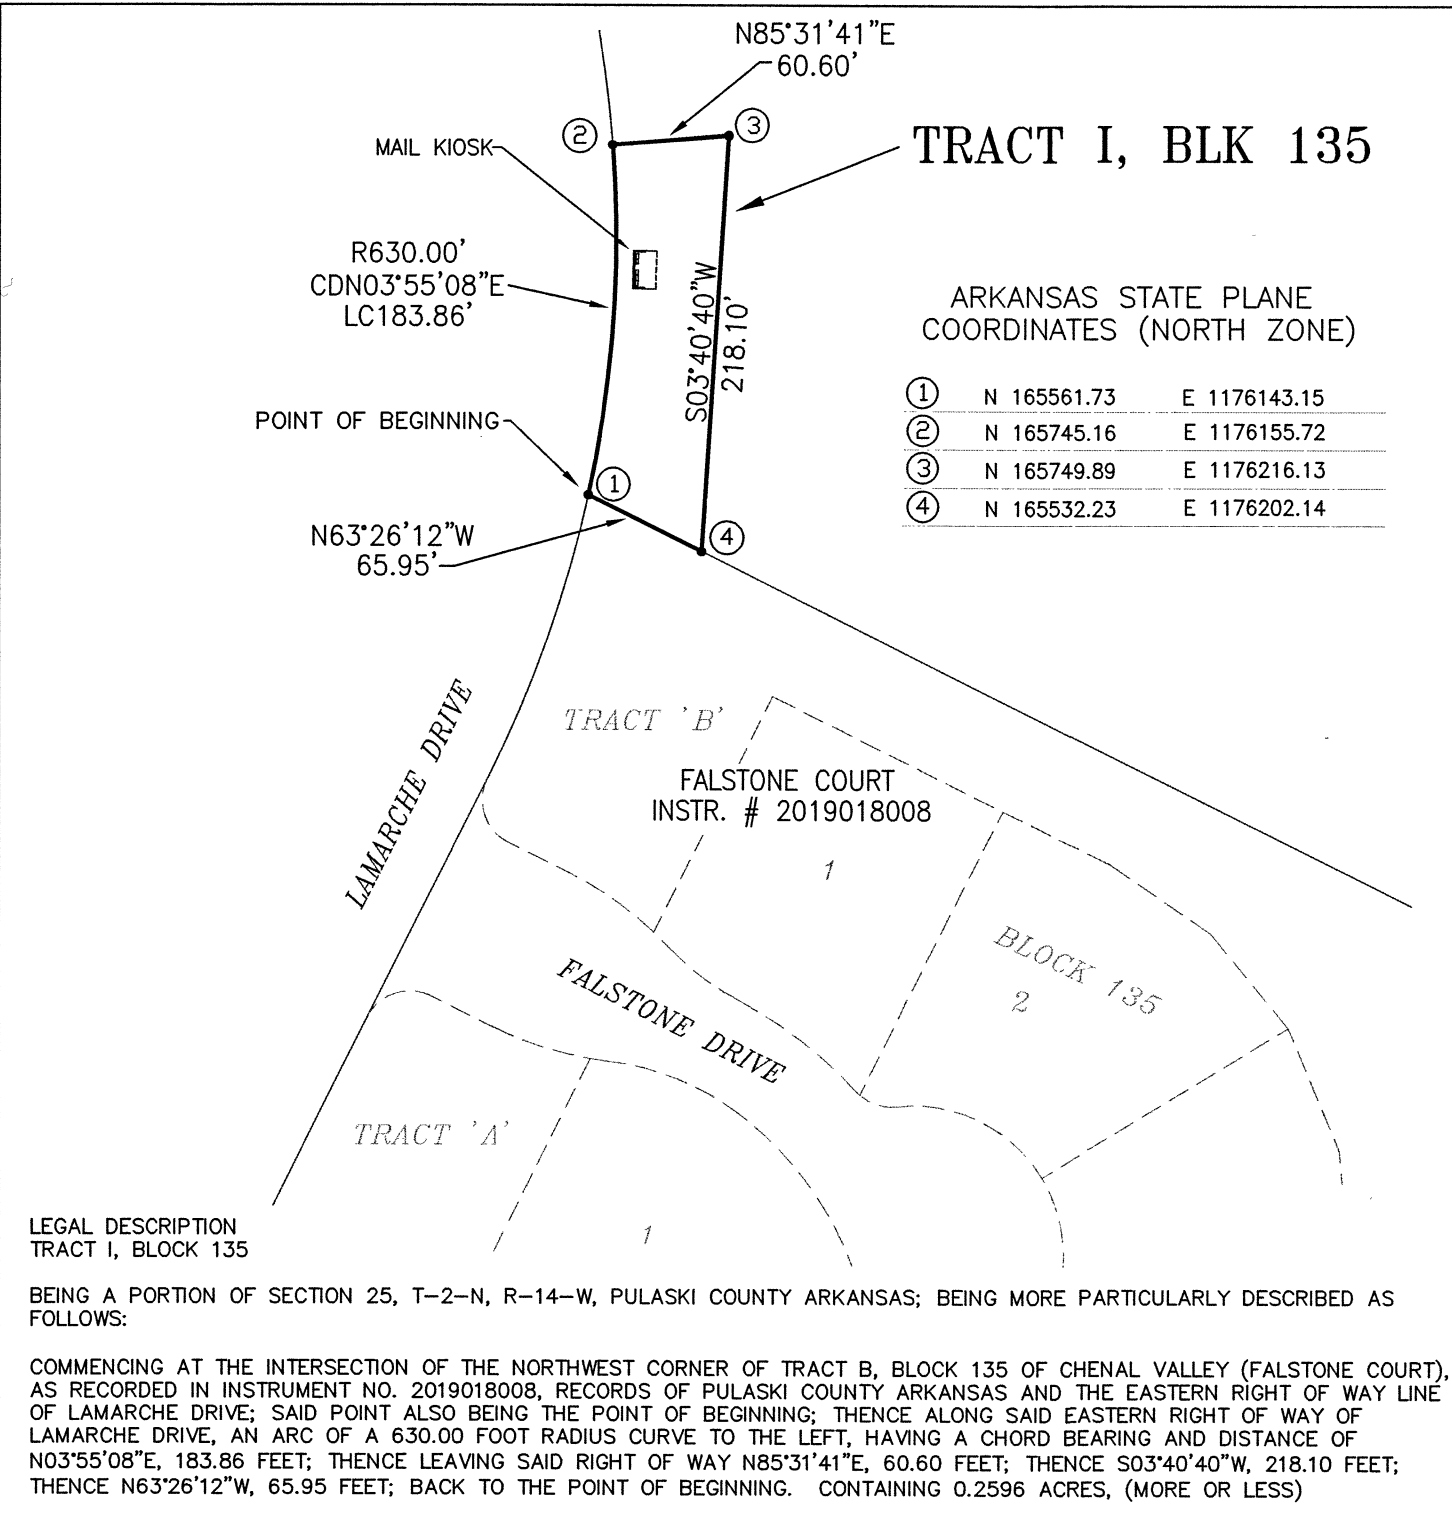 N85°31'41"E
60.60'
2
3
MAIL KIOSK
TRACT I, BLK 135
R630.00'
CDN03°55'08"E
LC183.86'
S03°40'40"W
218.10'
ARKANSAS STATE PLANE
COORDINATES (NORTH ZONE)
1 N 165561.73 E 1176143.15
2 N 165745.16 E 1176155.72
3 N 165749.89 E 1176216.13
4 N 165532.23 E 1176202.14
POINT OF BEGINNING
1
N63°26'12"W
65.95'
4
LAMARCHE DRIVE
TRACT 'B'
FALSTONE COURT
INSTR. # 2019018008
1
BLOCK 135
2
FALSTONE DRIVE
TRACT 'A'
1
LEGAL DESCRIPTION
TRACT I, BLOCK 135
BEING A PORTION OF SECTION 25, T-2-N, R-14-W, PULASKI COUNTY ARKANSAS; BEING MORE PARTICULARLY DESCRIBED AS
FOLLOWS:
COMMENCING AT THE INTERSECTION OF THE NORTHWEST CORNER OF TRACT B, BLOCK 135 OF CHENAL VALLEY (FALSTONE COURT),
AS RECORDED IN INSTRUMENT NO. 2019018008, RECORDS OF PULASKI COUNTY ARKANSAS AND THE EASTERN RIGHT OF WAY LINE
OF LAMARCHE DRIVE; SAID POINT ALSO BEING THE POINT OF BEGINNING; THENCE ALONG SAID EASTERN RIGHT OF WAY OF
LAMARCHE DRIVE, AN ARC OF A 630.00 FOOT RADIUS CURVE TO THE LEFT, HAVING A CHORD BEARING AND DISTANCE OF
N03°55'08"E, 183.86 FEET; THENCE LEAVING SAID RIGHT OF WAY N85°31'41"E, 60.60 FEET; THENCE S03°40'40"W, 218.10 FEET;
THENCE N63°26'12"W, 65.95 FEET; BACK TO THE POINT OF BEGINNING. CONTAINING 0.2596 ACRES, (MORE OR LESS)